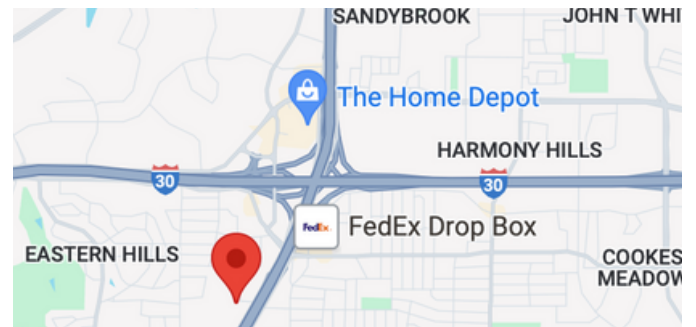 SANDYBROOK
JOHN T WHI
The Home Depot
HARMONY HILLS
30
30
FedEx
FedEx Drop Box
EASTERN HILLS
COOKES
MEADOW